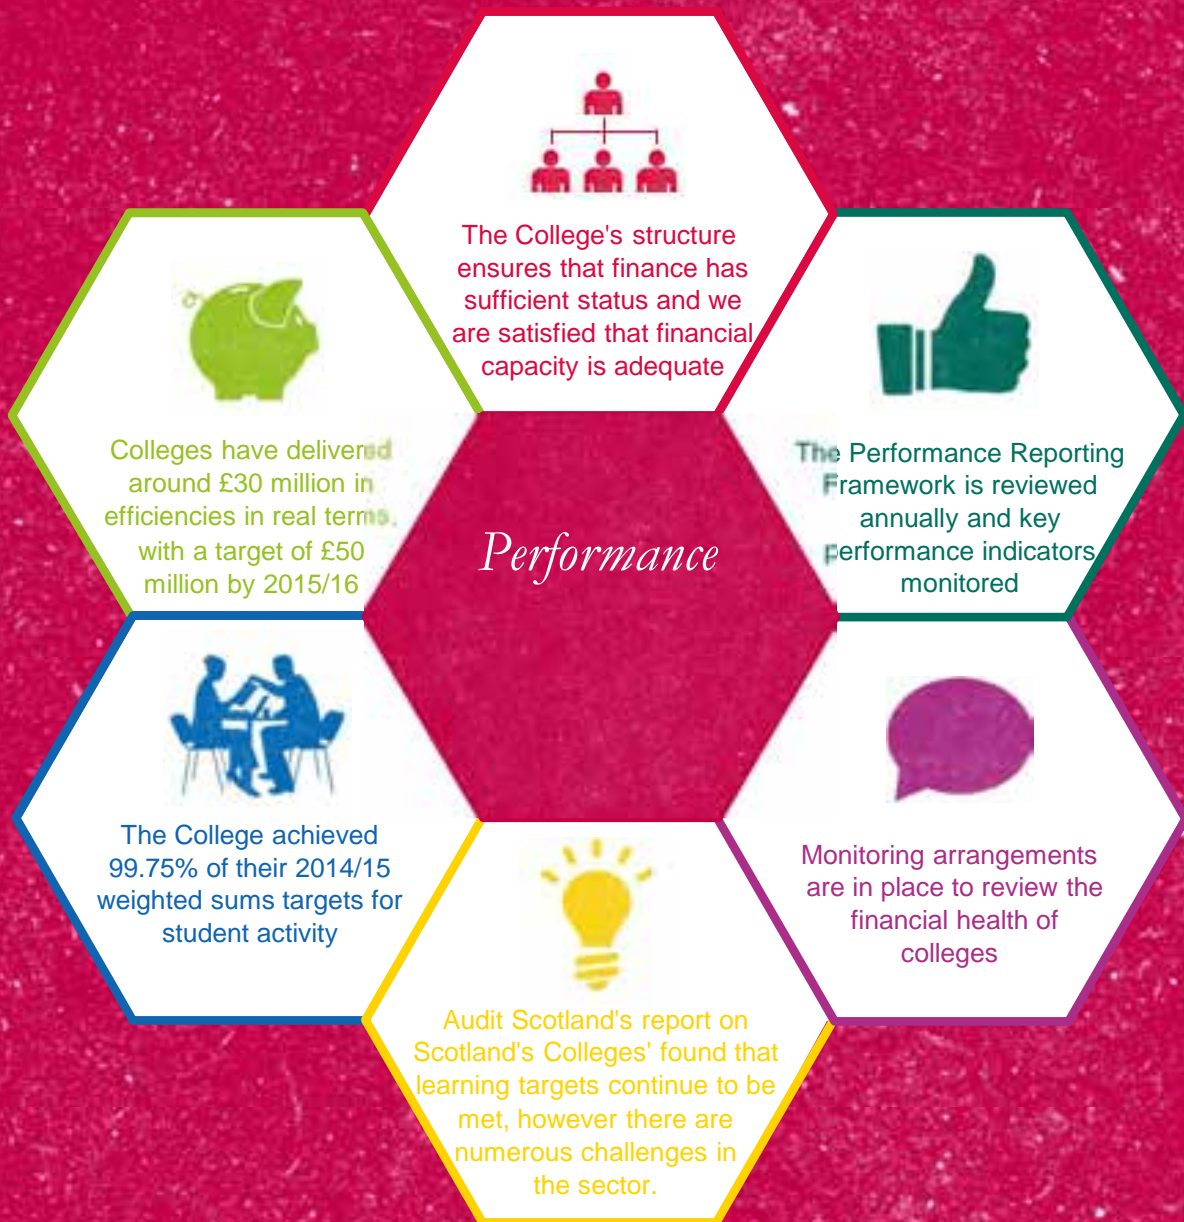 The College's structure
ensures that finance has
sufficient status and we
are satisfied that financial
capacity is adequate
Colleges have delivered
around £30 million in
efficiencies in real terms,
with a target of £50
million by 2015/16
The Performance Reporting
Framework is reviewed
annually and key
performance indicators
monitored
Performance
The College achieved
99.75% of their 2014/15
weighted sums targets for
student activity
Monitoring arrangements
are in place to review the
financial health of
colleges
Audit Scotland's report on
Scotland's Colleges' found that
learning targets continue to be
met, however there are
numerous challenges in
the sector.